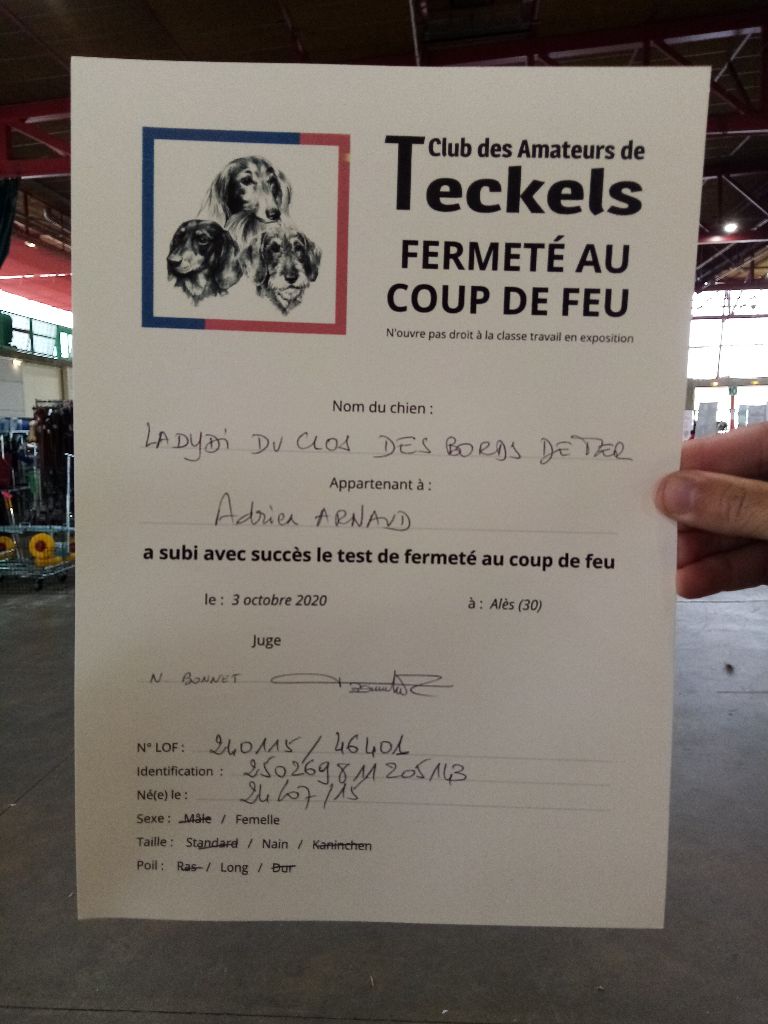 Club des Amateurs de
Teckels
FERMETÉ AU
COUP DE FEU
N'ouvre pas droit à la classe travail en exposition
Nom du chien :
LADYDI DU CLOS DES BORDS DE TER
Appartenant à :
Adrien ARNAUD
a subi avec succès le test de fermeté au coup de feu
le : 3 octobre 2020 à : Alès (30)
Juge
N BONNET
N° LOF : 240115 / 46401
Identification : 250269811205143
Né(e) le : 24/07/15
Sexe : Mâle / Femelle
Taille : Standard / Nain / Kaninchen
Poil : Ras / Long / Dur